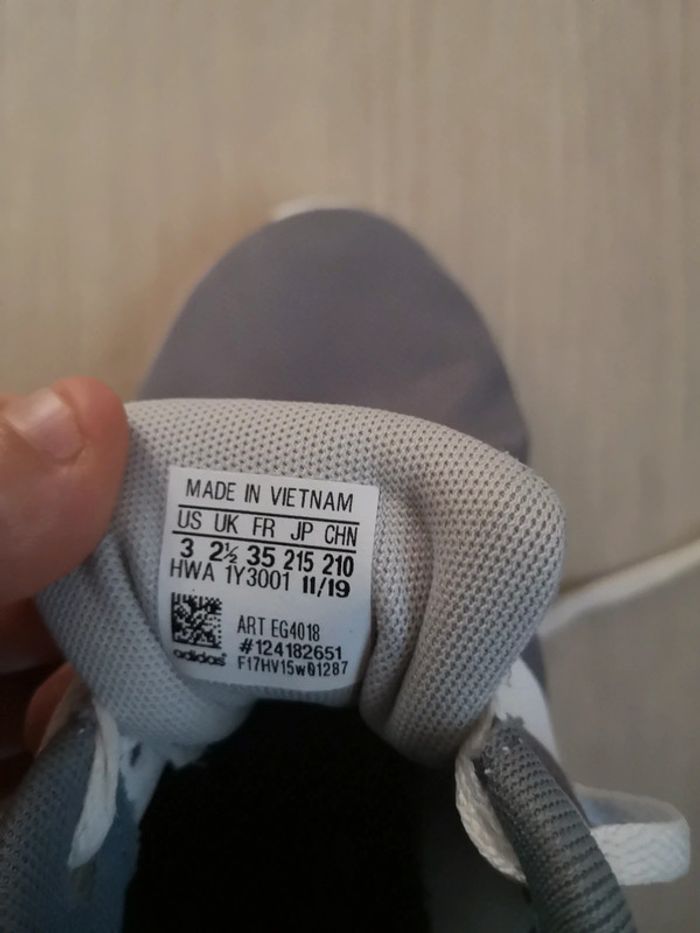 MADE IN VIETNAM
US UK FR JP CHN
3 2½ 35 215 210
HWA 1Y3001 11/19
ART EG4018
#124182651
adidas F17HV15w01287